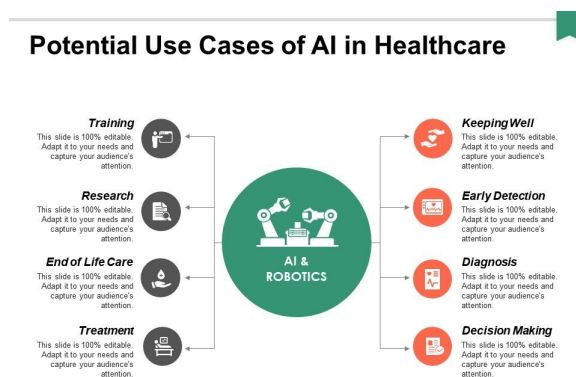 Potential Use Cases of AI in Healthcare
Training
This slide is 100% editable.
Adapt it to your needs and
capture your audience's
attention.
Research
This slide is 100% editable.
Adapt it to your needs and
capture your audience's
attention.
End of Life Care
This slide is 100% editable.
Adapt it to your needs and
capture your audience's
attention.
Treatment
This slide is 100% editable.
Adapt it to your needs and
capture your audience's
attention.
AI &
ROBOTICS
Keeping Well
This slide is 100% editable.
Adapt it to your needs and
capture your audience's
attention.
Early Detection
This slide is 100% editable.
Adapt it to your needs and
capture your audience's
attention.
Diagnosis
This slide is 100% editable.
Adapt it to your needs and
capture your audience's
attention.
Decision Making
This slide is 100% editable.
Adapt it to your needs and
capture your audience's
attention.